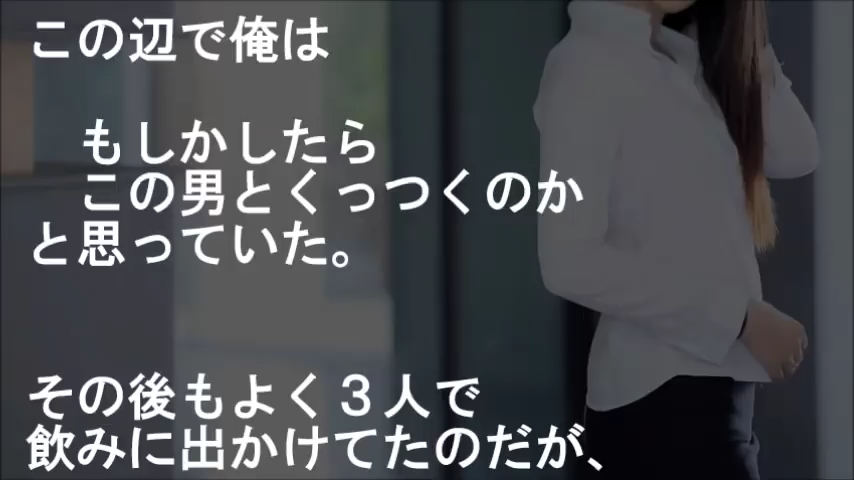 この辺で俺は
もしかしたら
この男とくっつくのか
と思っていた。
その後もよく３人で
飲みに出かけてたのだが、